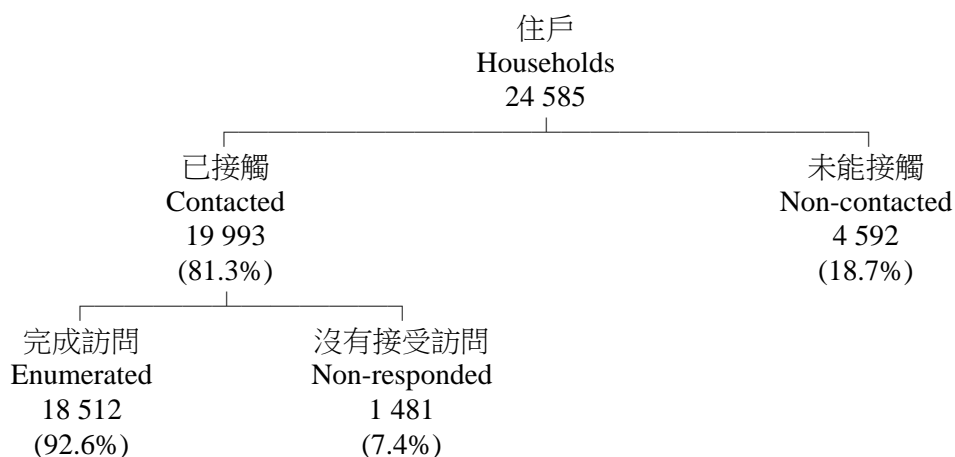 住戶
Households
24 585
已接觸
Contacted
19 993
(81.3%)
未能接觸
Non-contacted
4 592
(18.7%)
完成訪問
Enumerated
18 512
(92.6%)
沒有接受訪問
Non-responded
1 481
(7.4%)